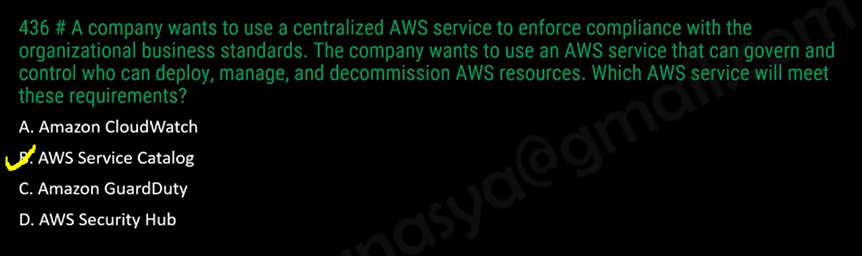 436 # A company wants to use a centralized AWS service to enforce compliance with the
organizational business standards. The company wants to use an AWS service that can govern and
control who can deploy, manage, and decommission AWS resources. Which AWS service will meet
these requirements?
A. Amazon CloudWatch
B. AWS Service Catalog
C. Amazon GuardDuty
D. AWS Security Hub